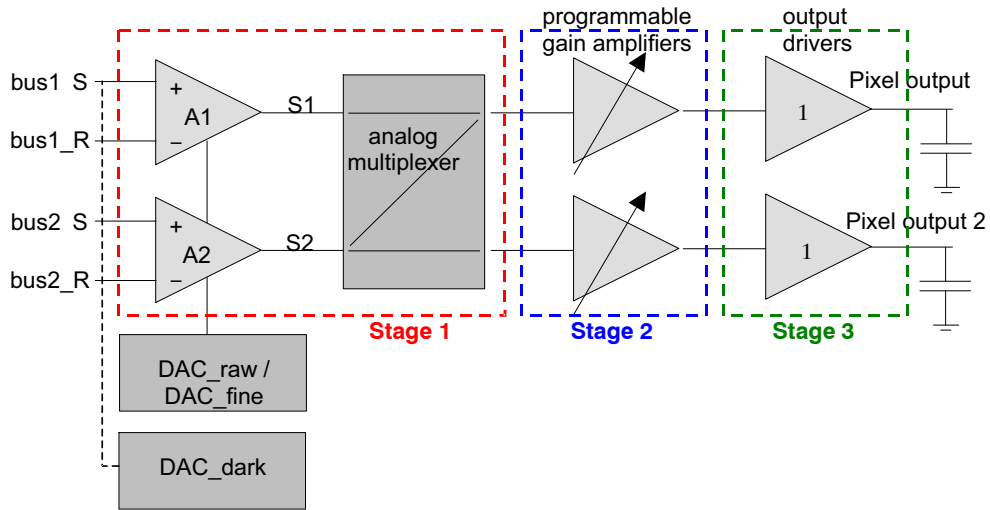 programmable
gain amplifiers
output
drivers
bus1 S
bus1_R
+
A1
−
S1
analog
multiplexer
1
Pixel output
bus2 S
bus2_R
+
A2
−
S2
1
Pixel output 2
Stage 1
Stage 2
Stage 3
DAC_raw /
DAC_fine
DAC_dark